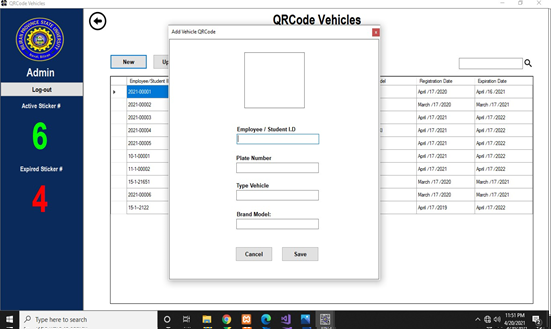 QRCode Vehicles
QRCode Vehicles
Admin
Log-out
Active Sticker #
6
Expired Sticker #
4
New
Up
Add Vehicle QRCode
x
Employee / Student I.D
Plate Number
Type Vehicle
Brand Model:
Cancel
Save
Employee/Student I
del
Registration Date
Expiration Date
2021-00001
April /17 /2020
April /16 /2021
2021-00002
March /17 /2020
March /17 /2021
2021-00003
April /17 /2021
April /17 /2022
2021-00004
April /17 /2021
April /17 /2022
2021-00005
April /17 /2021
April /17 /2022
10-1-00001
April /17 /2021
April /17 /2022
11-1-00002
April /17 /2021
April /17 /2022
15-1-21651
March /17 /2020
March /17 /2021
2021-00006
March /17 /2020
March /17 /2021
15-1--2122
April /17 /2019
April /17 /2022
Type here to search
11:51 PM
4/20/2021